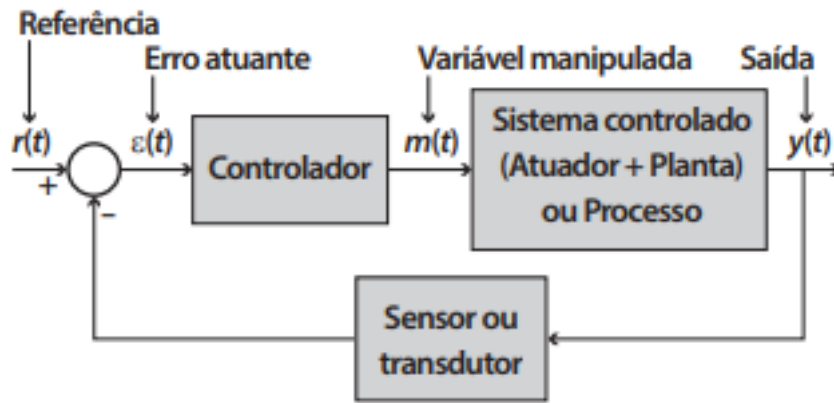 Referência
Erro atuante
Variável manipulada
Saída
r(t)
+
–
ε(t)
Controlador
m(t)
Sistema controlado
(Atuador + Planta)
ou Processo
y(t)
Sensor ou
transdutor